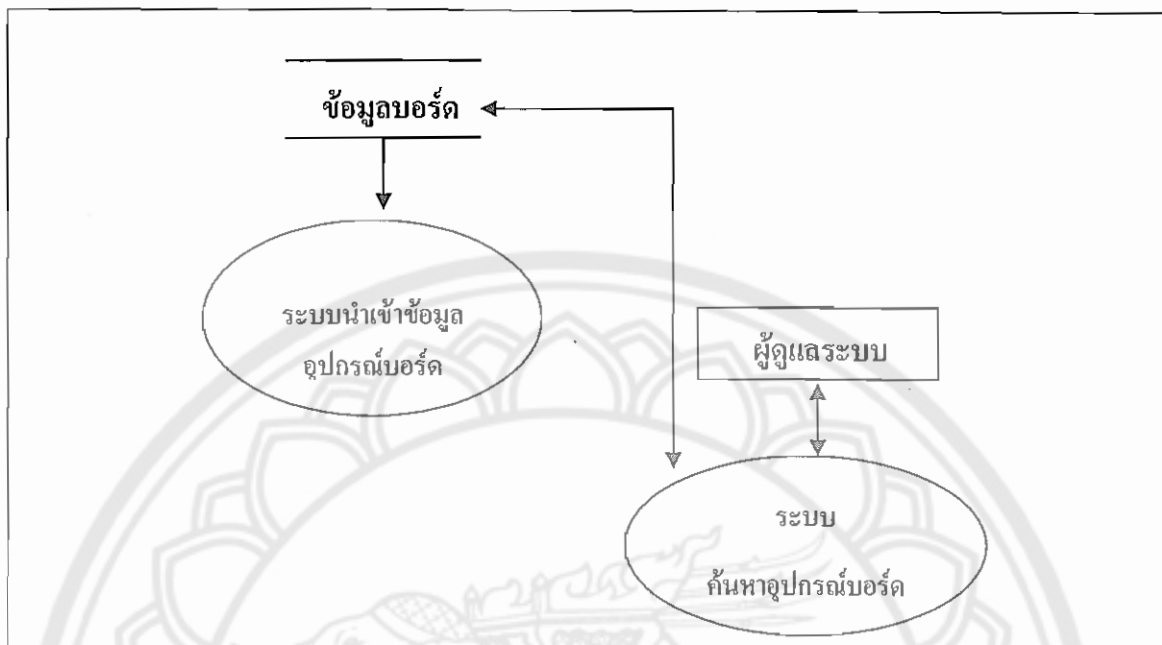 ข้อมูลบอร์ด
ระบบนำเข้าข้อมูล
อุปกรณ์บอร์ด
ผู้ดูแลระบบ
ระบบ
ค้นหาอุปกรณ์บอร์ด